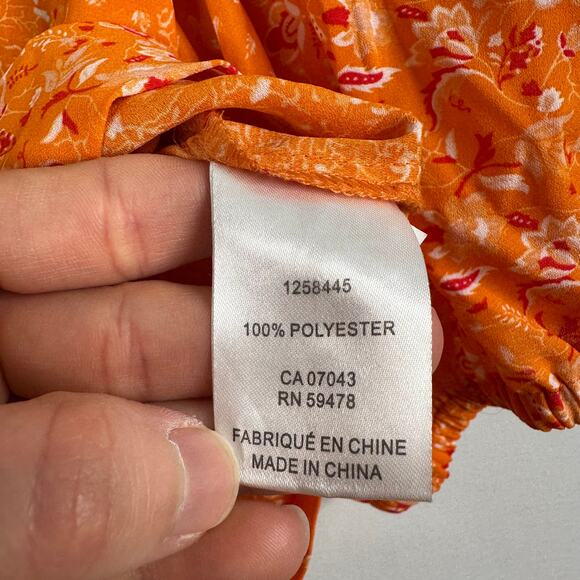 1258445
100% POLYESTER
CA 07043
RN 59478
FABRIQUÉ EN CHINE
MADE IN CHINA